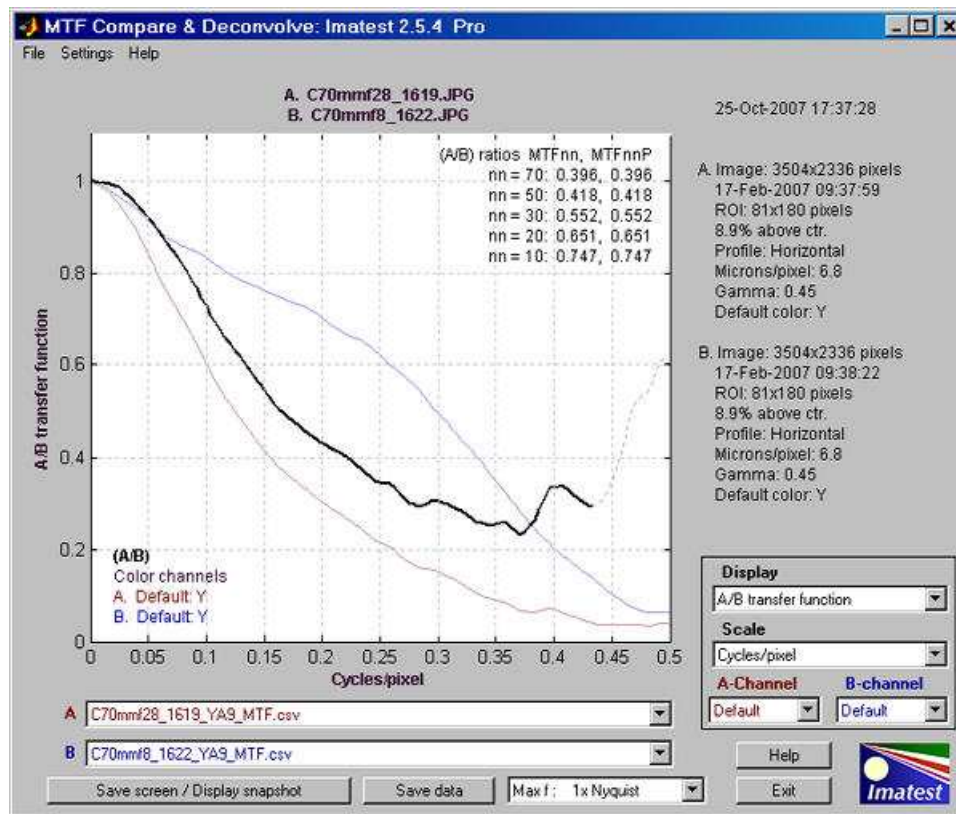 MTF Compare & Deconvolve: Imatest 2.5.4 Pro
File Settings Help
A. C70mmf28_1619.JPG
B. C70mmf8_1622.JPG
25-Oct-2007 17:37:28
(A/B) ratios MTFnn, MTFnnP
nn = 70: 0.396, 0.396
nn = 50: 0.418, 0.418
nn = 30: 0.552, 0.552
nn = 20: 0.651, 0.651
nn = 10: 0.747, 0.747
A/B transfer function
1
0.8
0.6
0.4
0.2
0
(A/B)
Color channels
A. Default: Y
B. Default: Y
0 0.05 0.1 0.15 0.2 0.25 0.3 0.35 0.4 0.45 0.5
Cycles/pixel
A. Image: 3504x2336 pixels
17-Feb-2007 09:37:59
ROI: 81x180 pixels
8.9% above ctr.
Profile: Horizontal
Microns/pixel: 6.8
Gamma: 0.45
Default color: Y
B. Image: 3504x2336 pixels
17-Feb-2007 09:38:22
ROI: 81x180 pixels
8.9% above ctr.
Profile: Horizontal
Microns/pixel: 6.8
Gamma: 0.45
Default color: Y
Display
A/B transfer function
Scale
Cycles/pixel
A-Channel B-channel
Default Default
A C70mmf28_1619_YA9_MTF.csv
B C70mmf8_1622_YA9_MTF.csv
Save screen / Display snapshot Save data Max f : 1x Nyquist
Help
Exit
Imatest